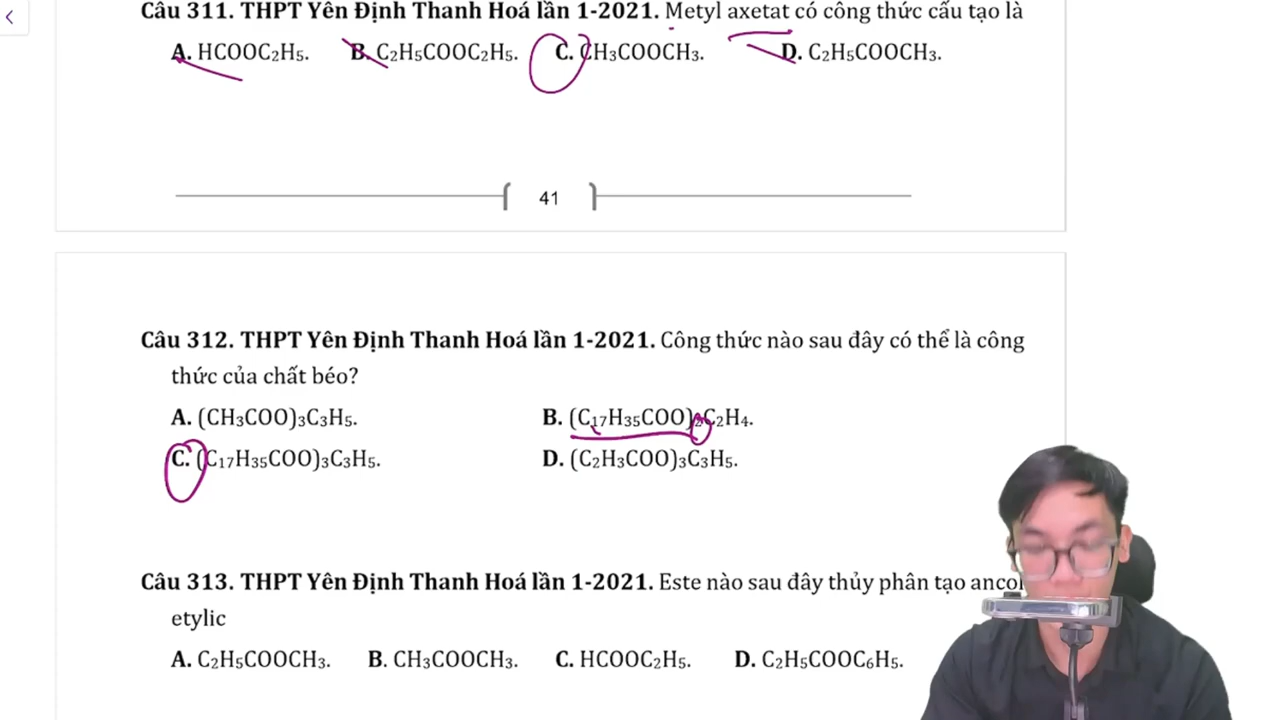 Câu 311. THPT Yên Định Thanh Hoá lần 1-2021. Metyl axetat có công thức cấu tạo là
A. HCOOC₂H₅. B. C₂H₅COOC₂H₅. C. CH₃COOCH₃. D. C₂H₅COOCH₃.
41
Câu 312. THPT Yên Định Thanh Hoá lần 1-2021. Công thức nào sau đây có thể là công
thức của chất béo?
A. (CH₃COO)₃C₃H₅. B. (C₁₇H₃₅COO)₂C₂H₄.
C. (C₁₇H₃₅COO)₃C₃H₅. D. (C₂H₃COO)₃C₃H₅.
Câu 313. THPT Yên Định Thanh Hoá lần 1-2021. Este nào sau đây thủy phân tạo ancol
etylic
A. C₂H₅COOCH₃. B. CH₃COOCH₃. C. HCOOC₂H₅. D. C₂H₅COOC₆H₅.